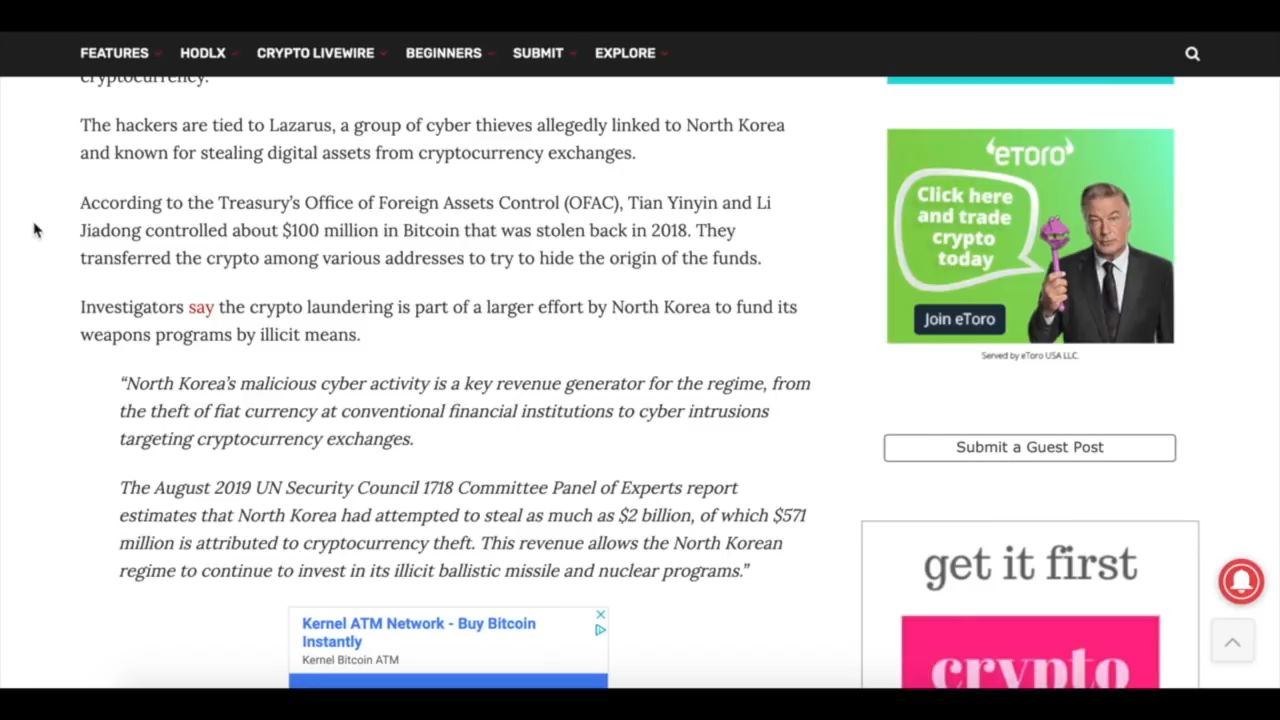 FEATURES HODLX CRYPTO LIVEWIRE BEGINNERS SUBMIT EXPLORE
cryptocurrency.
The hackers are tied to Lazarus, a group of cyber thieves allegedly linked to North Korea
and known for stealing digital assets from cryptocurrency exchanges.
According to the Treasury’s Office of Foreign Assets Control (OFAC), Tian Yinyin and Li
Jiadong controlled about $100 million in Bitcoin that was stolen back in 2018. They
transferred the crypto among various addresses to try to hide the origin of the funds.
Investigators say the crypto laundering is part of a larger effort by North Korea to fund its
weapons programs by illicit means.
“North Korea’s malicious cyber activity is a key revenue generator for the regime, from
the theft of fiat currency at conventional financial institutions to cyber intrusions
targeting cryptocurrency exchanges.
The August 2019 UN Security Council 1718 Committee Panel of Experts report
estimates that North Korea had attempted to steal as much as $2 billion, of which $571
million is attributed to cryptocurrency theft. This revenue allows the North Korean
regime to continue to invest in its illicit ballistic missile and nuclear programs.”
Kernel ATM Network - Buy Bitcoin
Instantly
Kernel Bitcoin ATM
eToro
Click here
and trade
crypto
today
Join eToro
Served by eToro USA LLC.
Submit a Guest Post
get it first
crypto